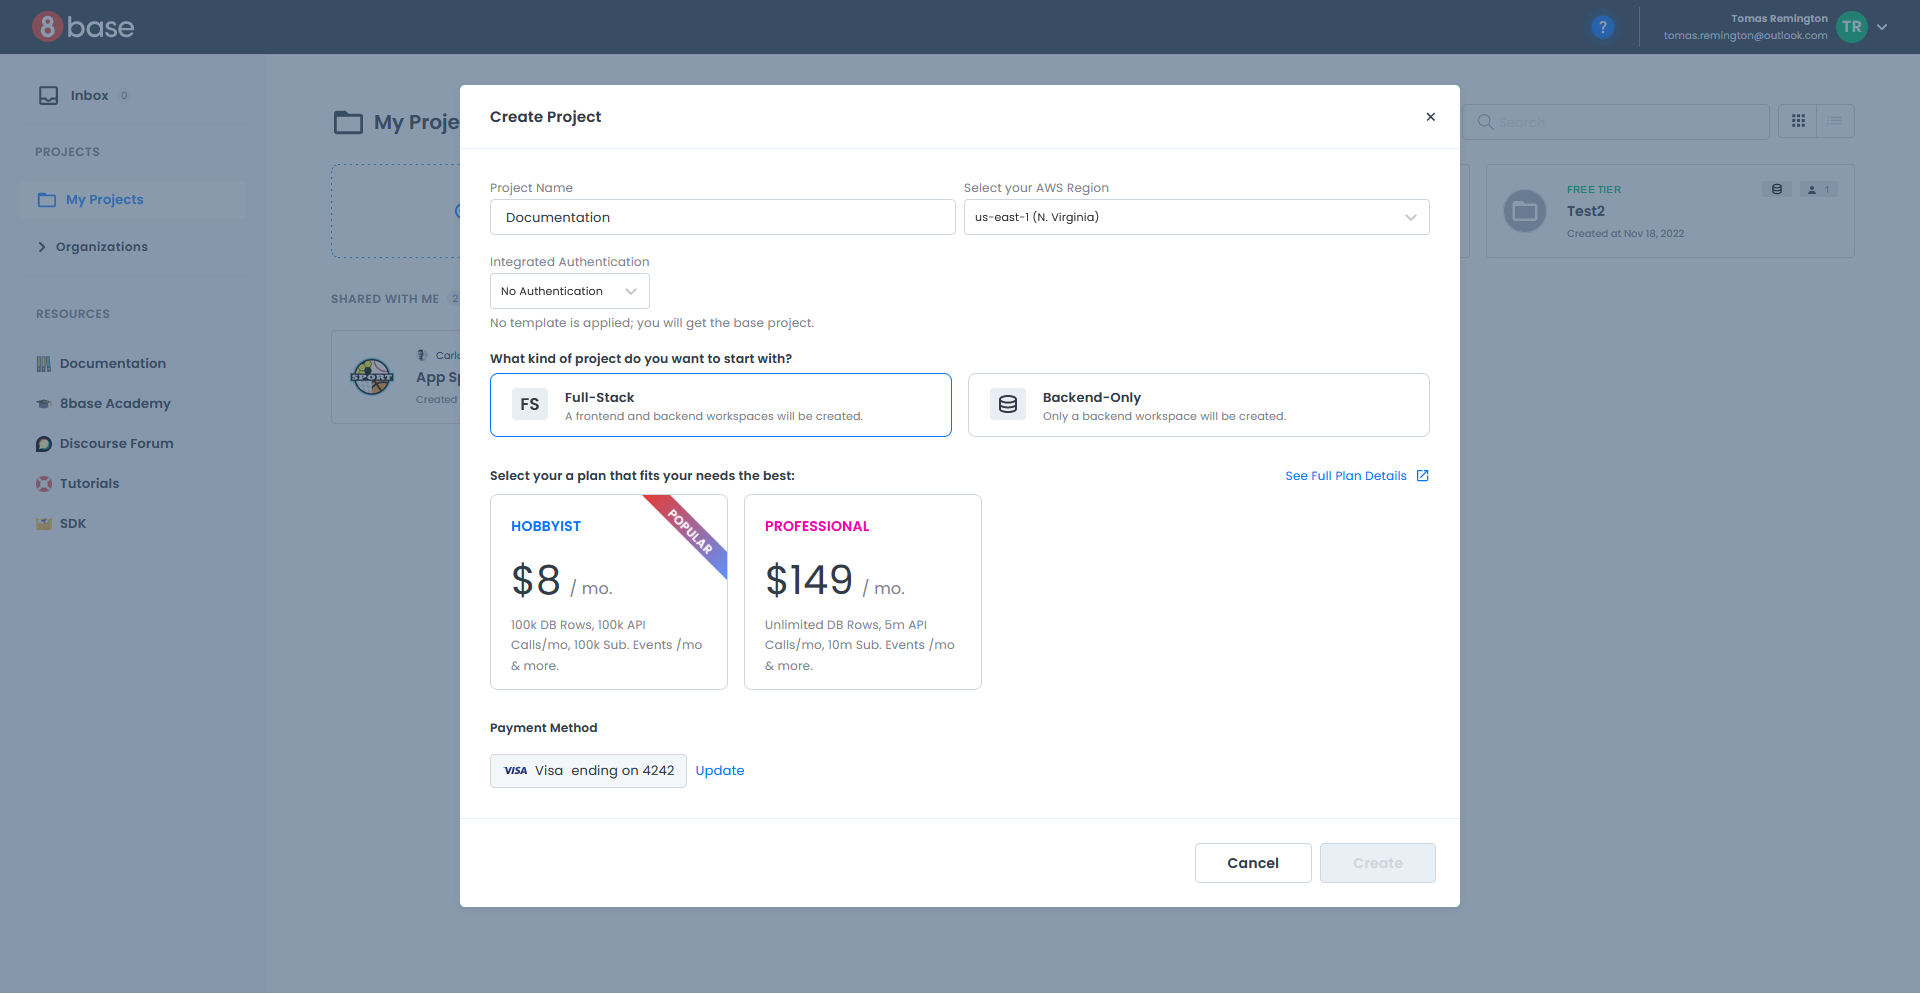 8base
?
Tomas Remington
tomas.remington@outlook.com
TR
Inbox 0
PROJECTS
My Projects
Organizations
RESOURCES
Documentation
8base Academy
Discourse Forum
Tutorials
SDK
My Proje
Search
SHARED WITH ME 2
Carlo
SPORT
App Sp
Created
FREE TIER
1
Test2
Created at Nov 18, 2022
Create Project
Project Name
Documentation
Select your AWS Region
us-east-1 (N. Virginia)
Integrated Authentication
No Authentication
No template is applied; you will get the base project.
What kind of project do you want to start with?
FS
Full-Stack
A frontend and backend workspaces will be created.
Backend-Only
Only a backend workspace will be created.
Select your a plan that fits your needs the best:
See Full Plan Details
HOBBYIST
POPULAR
$8 / mo.
100k DB Rows, 100k API
Calls/mo, 100k Sub. Events /mo
& more.
PROFESSIONAL
$149 / mo.
Unlimited DB Rows, 5m API
Calls/mo, 10m Sub. Events /mo
& more.
Payment Method
VISA Visa ending on 4242 Update
Cancel
Create